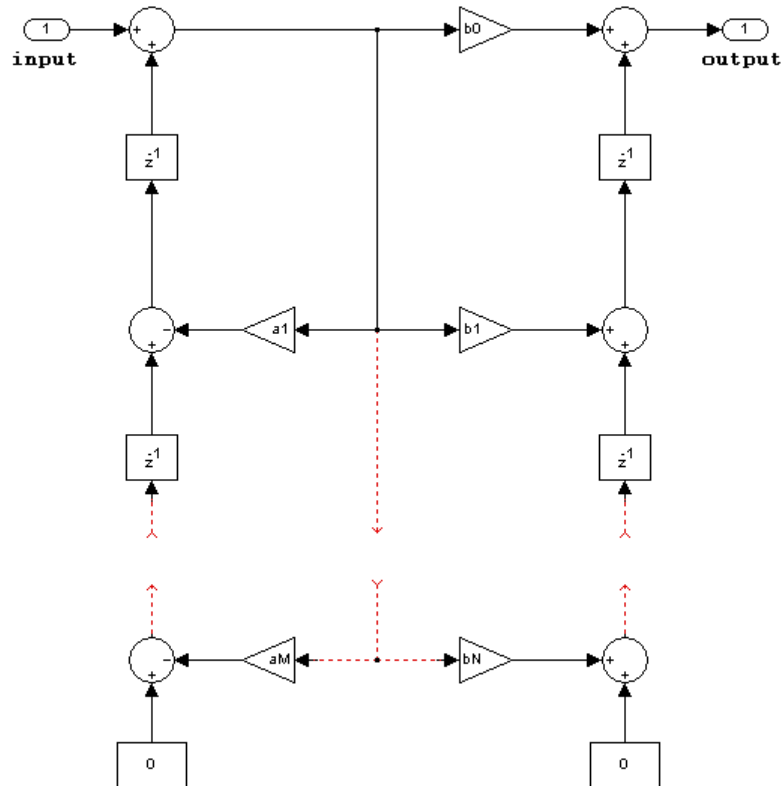 1 + + b0 + + 1
input output
z-1 z-1
- + a1 b1 + +
z-1 z-1
- + aM bN + +
0 0